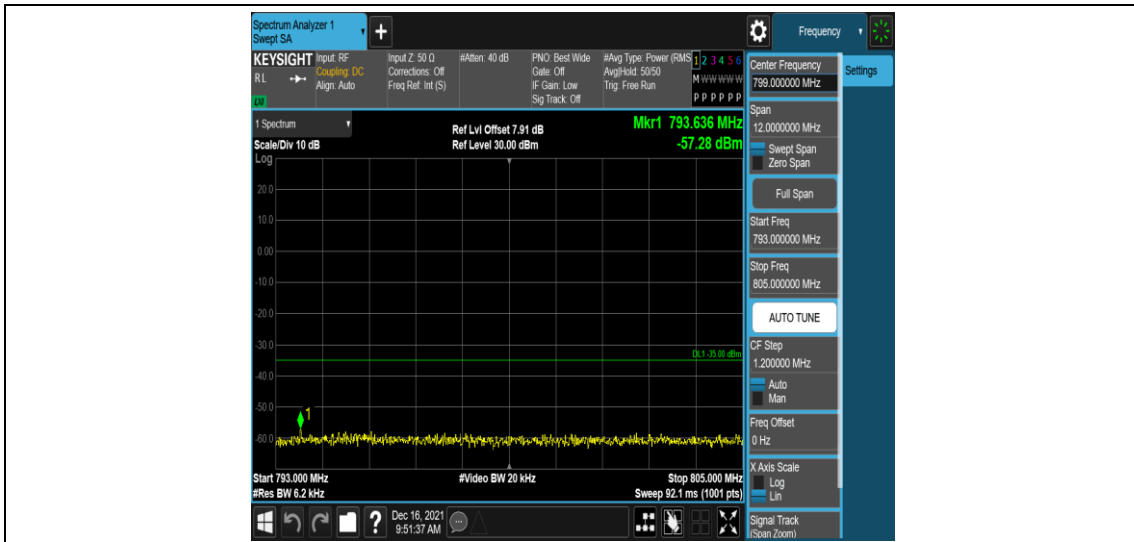 Spectrum Analyzer 1
Swept SA
+
Frequency
KEYSIGHT
RL
LXI
Input: RF
Coupling: DC
Align: Auto
Input Z: 50 Ω
Corrections: Off
Freq Ref: Int (S)
#Atten: 40 dB
PNO: Best Wide
Gate: Off
IF Gain: Low
Sig Track: Off
#Avg Type: Power (RMS
Avg|Hold: 50/50
Trig: Free Run
1 2 3 4 5 6
M W W W W W
P P P P P P
1 Spectrum
Scale/Div 10 dB
Ref Lvl Offset 7.91 dB
Ref Level 30.00 dBm
Mkr1 793.636 MHz
-57.28 dBm
Log
20.0
10.0
0.00
-10.0
-20.0
-30.0
DL1 -35.00 dBm
-40.0
-50.0
1
-60.0
Start 793.000 MHz
#Video BW 20 kHz
Stop 805.000 MHz
#Res BW 6.2 kHz
Sweep 92.1 ms (1001 pts)
Center Frequency
799.000000 MHz
Settings
Span
12.0000000 MHz
Swept Span
Zero Span
Full Span
Start Freq
793.000000 MHz
Stop Freq
805.000000 MHz
AUTO TUNE
CF Step
1.200000 MHz
Auto
Man
Freq Offset
0 Hz
X Axis Scale
Log
Lin
Signal Track
(Span Zoom)
?
Dec 16, 2021
9:51:37 AM